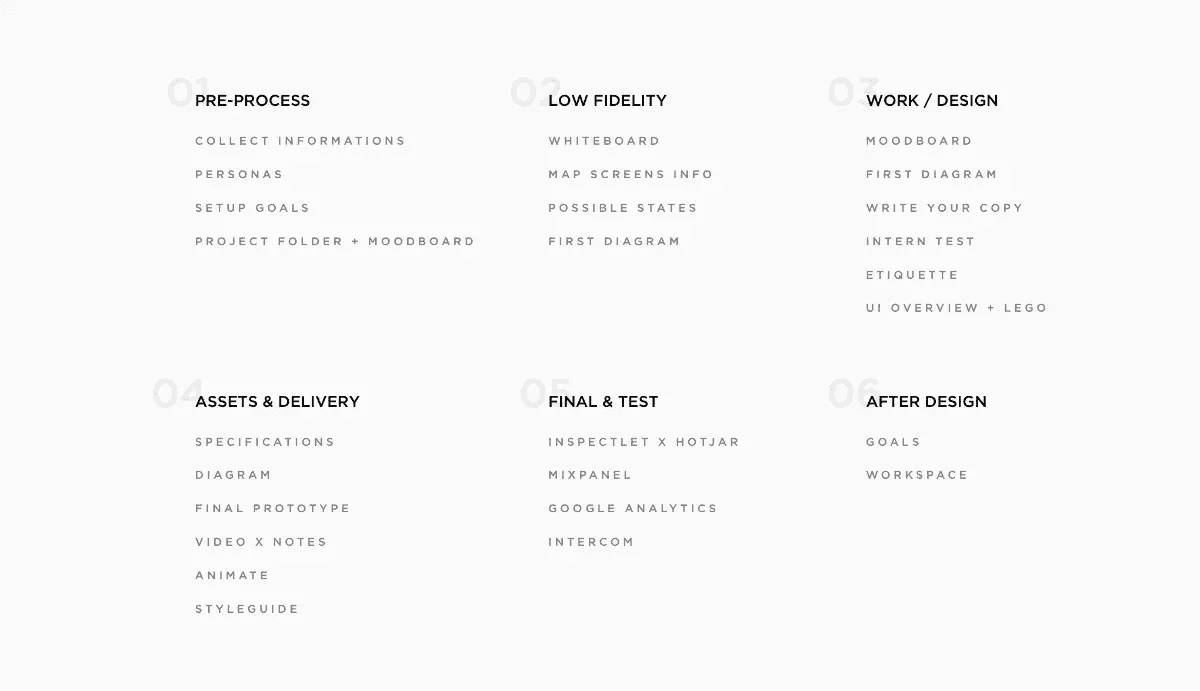 01
PRE-PROCESS
COLLECT INFORMATIONS
PERSONAS
SETUP GOALS
PROJECT FOLDER + MOODBOARD
02
LOW FIDELITY
WHITEBOARD
MAP SCREENS INFO
POSSIBLE STATES
FIRST DIAGRAM
03
WORK / DESIGN
MOODBOARD
FIRST DIAGRAM
WRITE YOUR COPY
INTERN TEST
ETIQUETTE
UI OVERVIEW + LEGO
04
ASSETS & DELIVERY
SPECIFICATIONS
DIAGRAM
FINAL PROTOTYPE
VIDEO X NOTES
ANIMATE
STYLEGUIDE
05
FINAL & TEST
INSPECTLET X HOTJAR
MIXPANEL
GOOGLE ANALYTICS
INTERCOM
06
AFTER DESIGN
GOALS
WORKSPACE